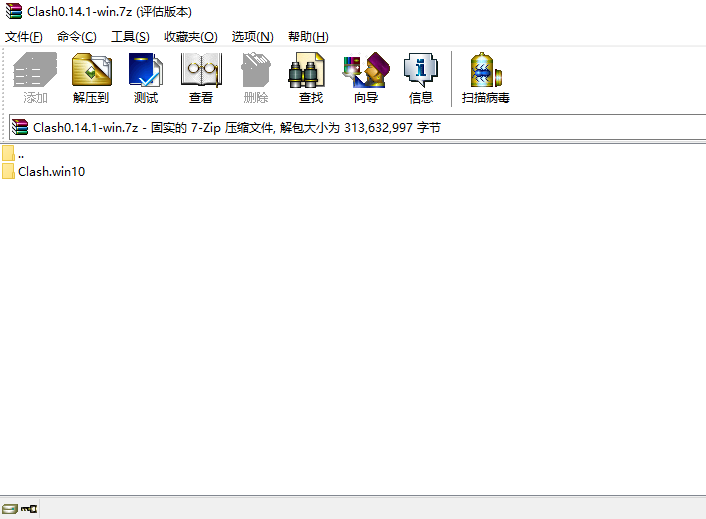 Clash0.14.1-win.7z (评估版本)
文件(F) 命令(C) 工具(S) 收藏夹(O) 选项(N) 帮助(H)
添加 解压到 测试 查看 删除 查找 向导 信息 扫描病毒
Clash0.14.1-win.7z - 固实的 7-Zip 压缩文件, 解包大小为 313,632,997 字节
..
Clash.win10